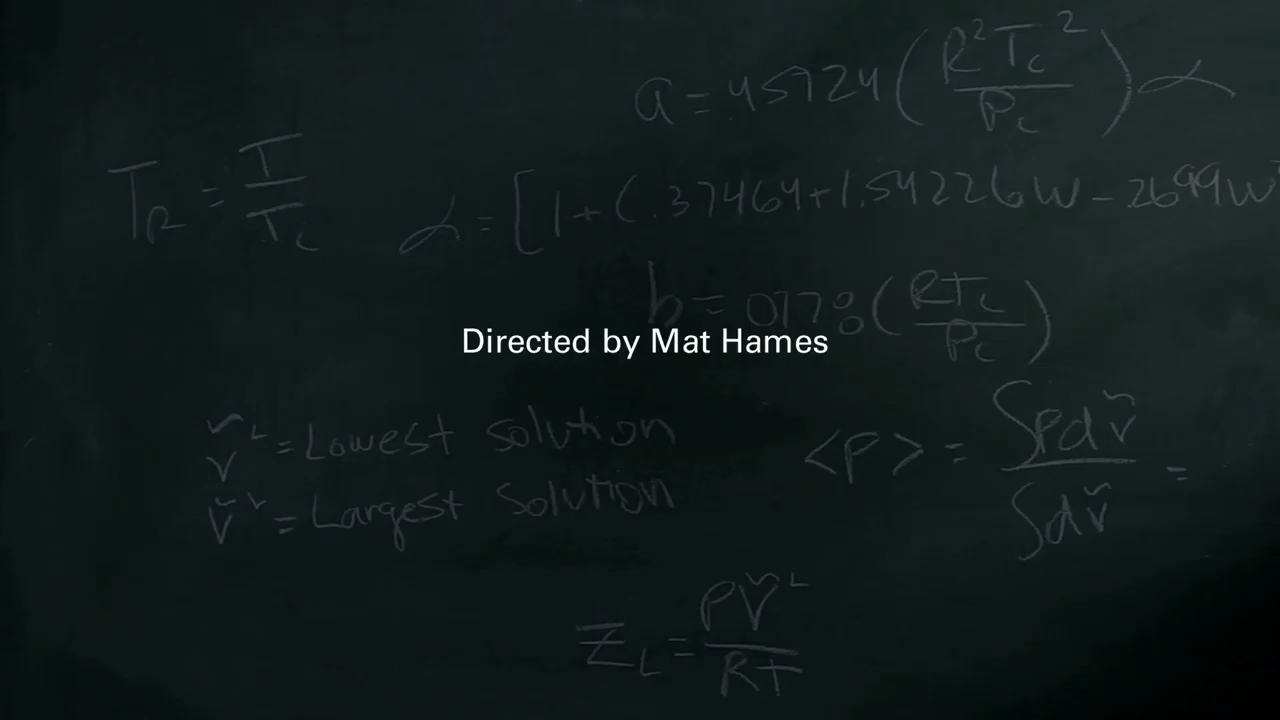 a = 45724 (R²Tc² / Pc) α
TR = T / Tc
α = [1 + (.37464 + 1.54226W - 2699W²
b = 07780 (RTc / Pc)
Directed by Mat Hames
ṽᴸ = Lowest solution
ṽᵛ = Largest solution
<P> = ∫Pdṽ / ∫dṽ =
ZL = PṼᴸ / RT